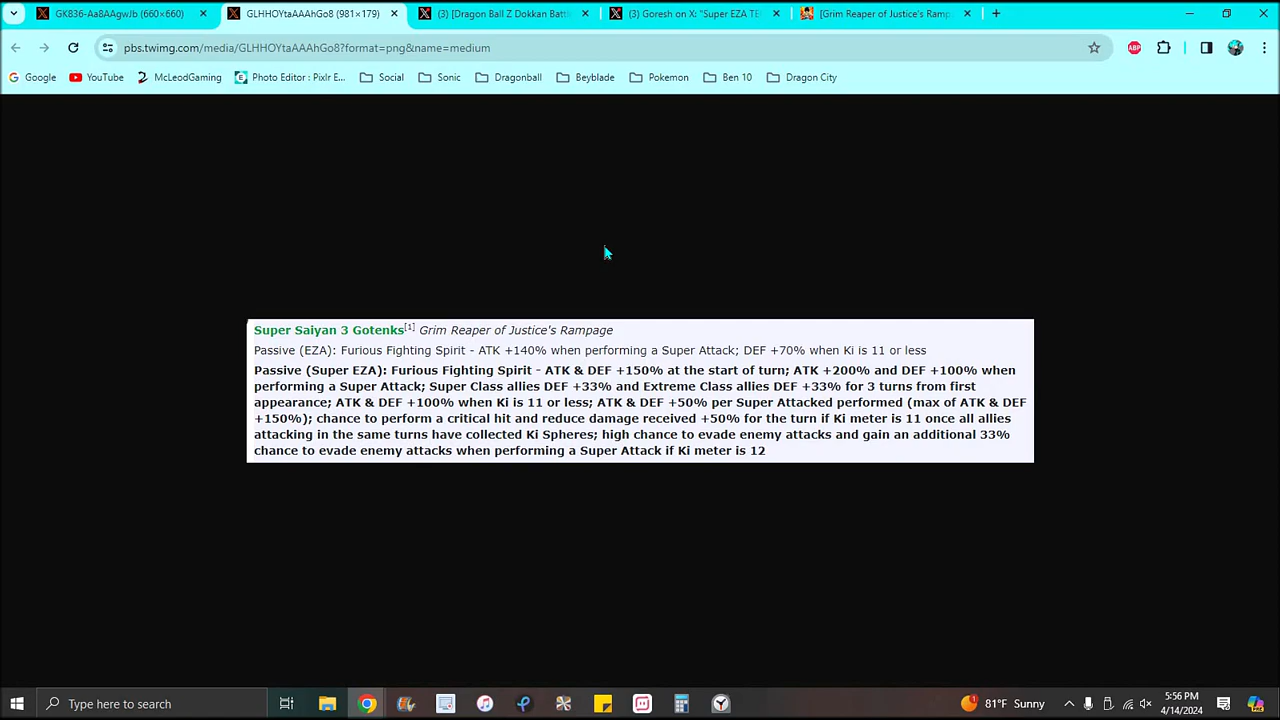 GK836-Aa8AAgwJb (660×660)
GLHHOYtaAAAhGo8 (981×179)
(3) [Dragon Ball Z Dokkan Battl
(3) Goresh on X: "Super EZA TE
[Grim Reaper of Justice's Ramp
pbs.twimg.com/media/GLHHOYtaAAAhGo8?format=png&name=medium
ABP
Google
YouTube
McLeodGaming
Photo Editor : Pixlr E...
Social
Sonic
Dragonball
Beyblade
Pokemon
Ben 10
Dragon City
Super Saiyan 3 Gotenks[1] Grim Reaper of Justice's Rampage
Passive (EZA): Furious Fighting Spirit - ATK +140% when performing a Super Attack; DEF +70% when Ki is 11 or less
Passive (Super EZA): Furious Fighting Spirit - ATK & DEF +150% at the start of turn; ATK +200% and DEF +100% when
performing a Super Attack; Super Class allies DEF +33% and Extreme Class allies DEF +33% for 3 turns from first
appearance; ATK & DEF +100% when Ki is 11 or less; ATK & DEF +50% per Super Attacked performed (max of ATK & DEF
+150%); chance to perform a critical hit and reduce damage received +50% for the turn if Ki meter is 11 once all allies
attacking in the same turns have collected Ki Spheres; high chance to evade enemy attacks and gain an additional 33%
chance to evade enemy attacks when performing a Super Attack if Ki meter is 12
Type here to search
81°F Sunny
5:56 PM
4/14/2024